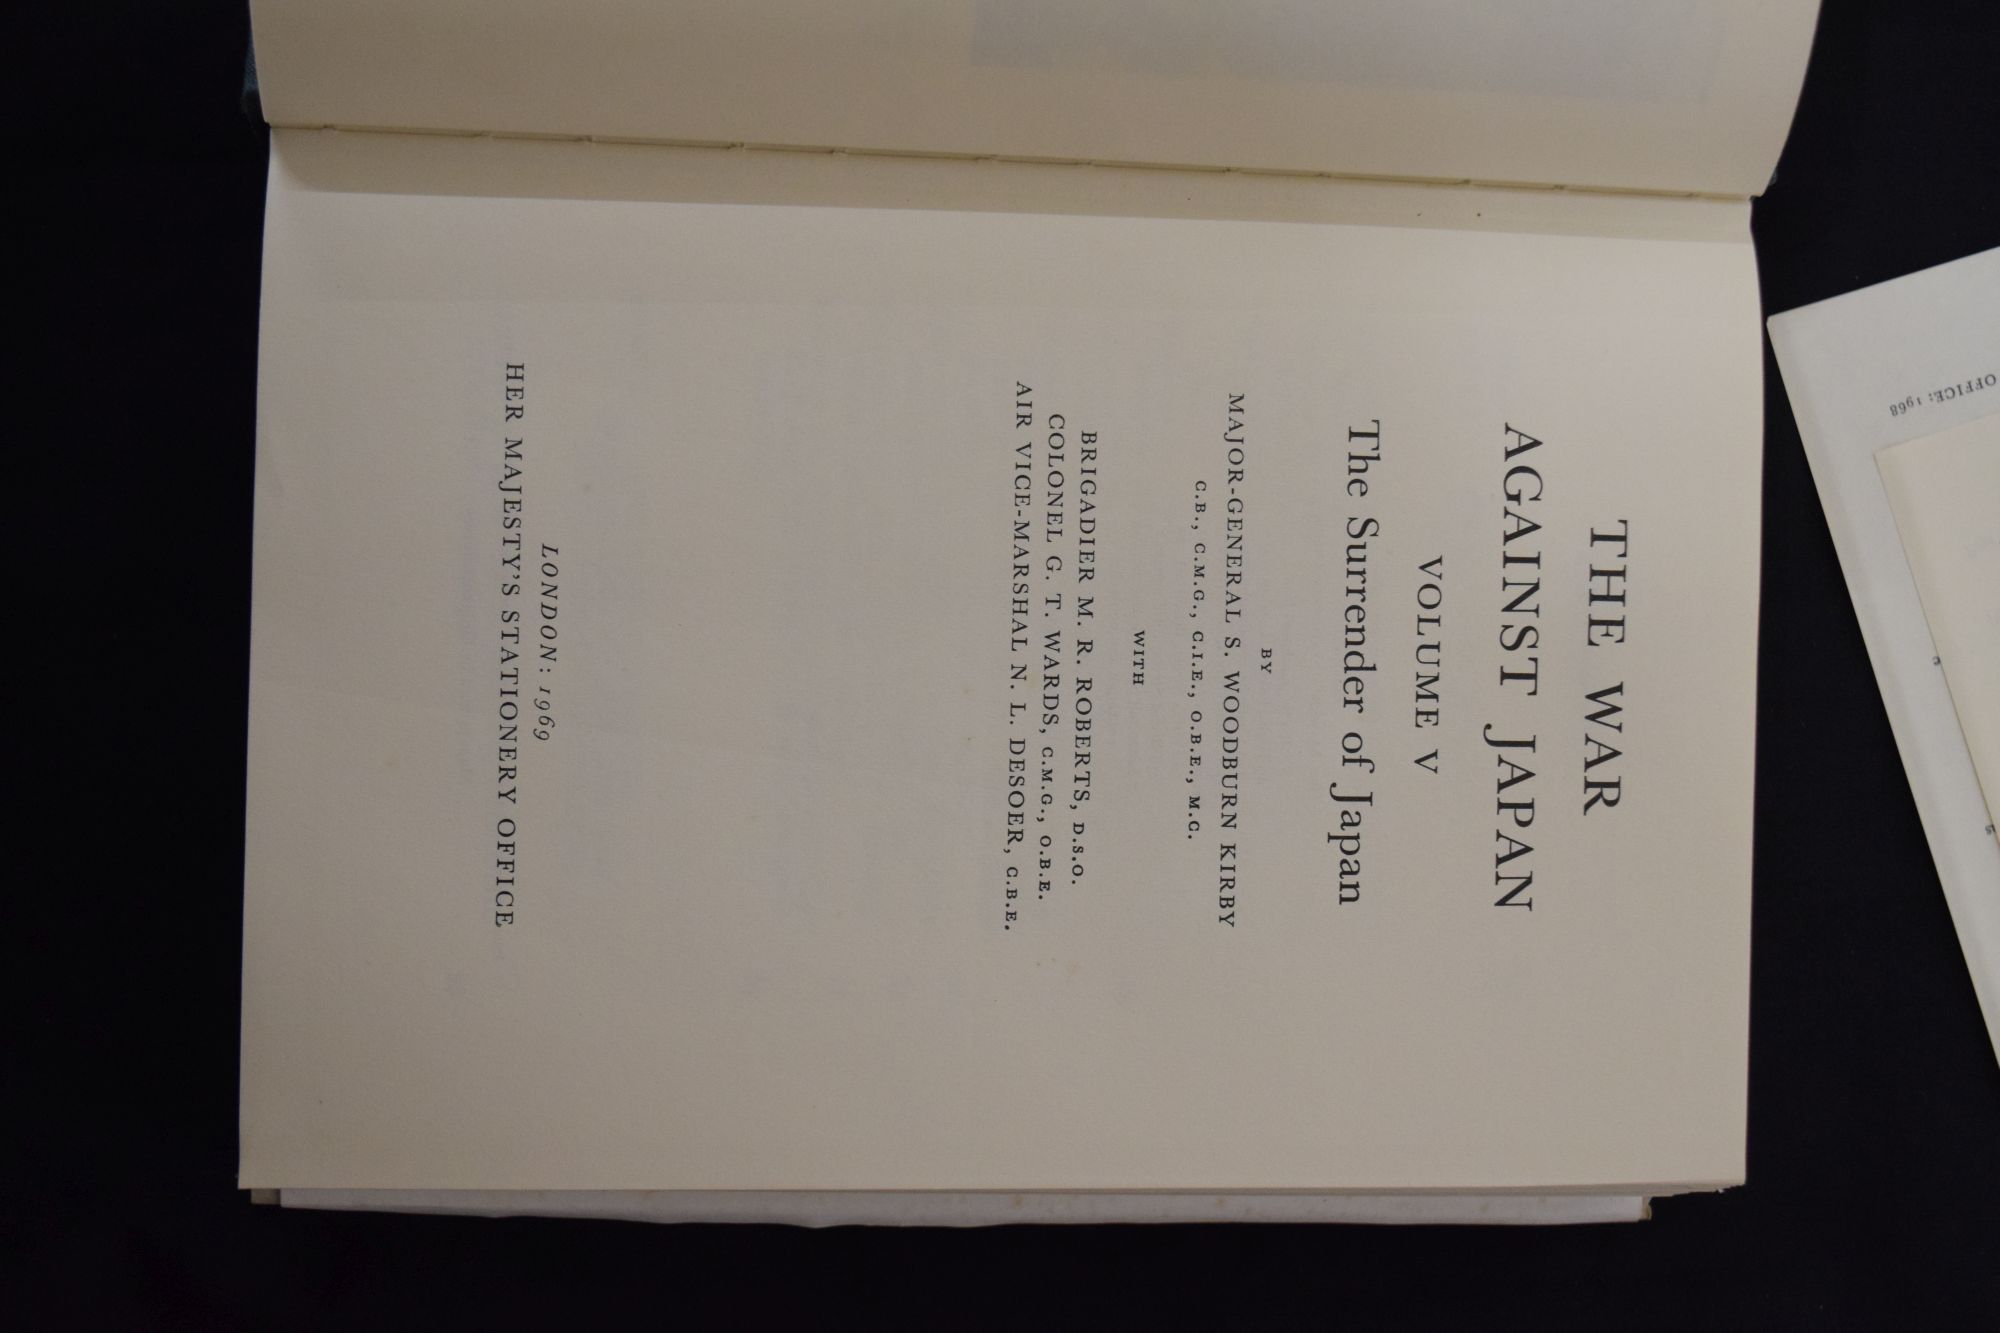 THE WAR
AGAINST JAPAN
VOLUME V
The Surrender of Japan
BY
MAJOR-GENERAL S. WOODBURN KIRBY
C.B., C.M.G., C.I.E., O.B.E., M.C.
WITH
BRIGADIER M. R. ROBERTS, D.S.O.
COLONEL G. T. WARDS, C.M.G., O.B.E.
AIR VICE-MARSHAL N. L. DESOER, C.B.E.
LONDON: 1969
HER MAJESTY'S STATIONERY OFFICE
OFFICE: 1968